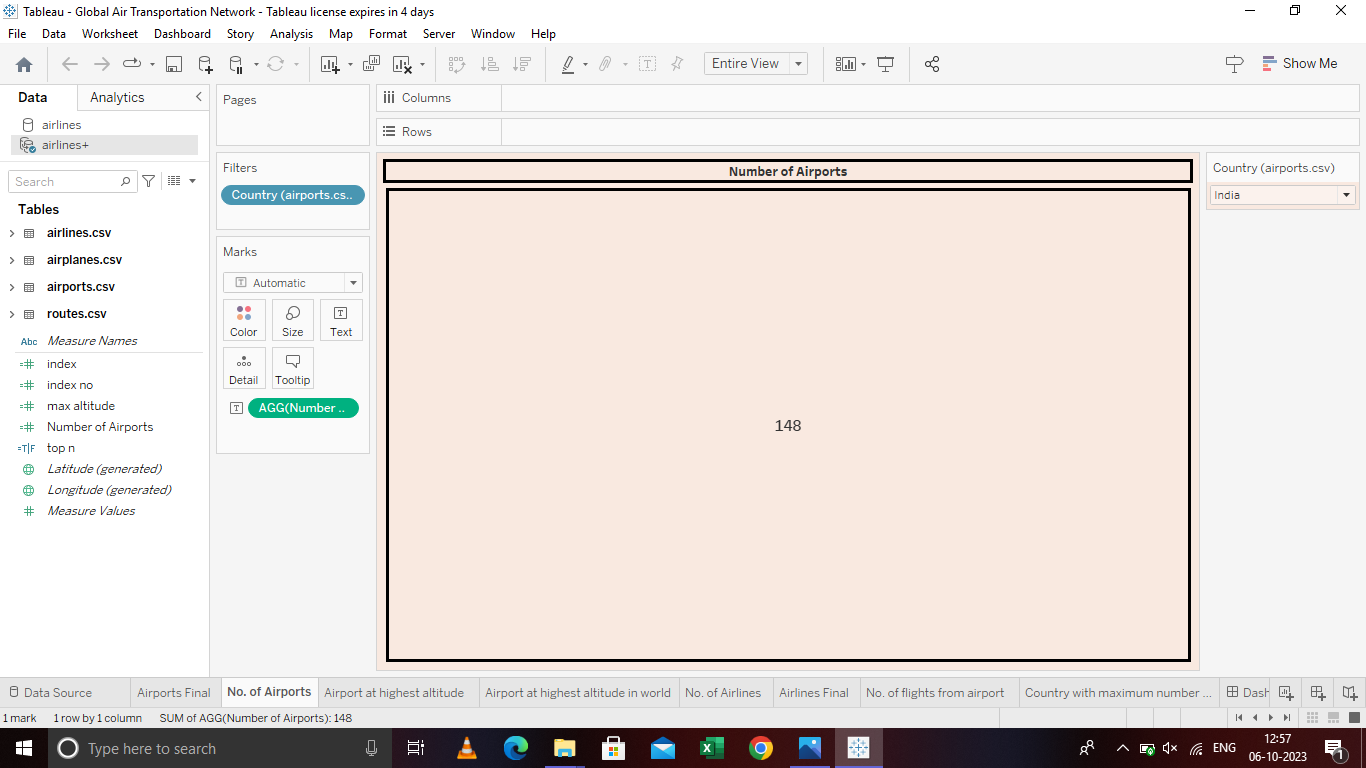 Tableau - Global Air Transportation Network - Tableau license expires in 4 days
File Data Worksheet Dashboard Story Analysis Map Format Server Window Help
Entire View
Show Me
Data Analytics
airlines
airlines+
Search
Tables
airlines.csv
airplanes.csv
airports.csv
routes.csv
Abc Measure Names
index
index no
max altitude
Number of Airports
=T|F top n
Latitude (generated)
Longitude (generated)
Measure Values
Pages
Filters
Country (airports.cs..
Marks
Automatic
Color Size Text
Detail Tooltip
AGG(Number ..
Columns
Rows
Number of Airports
148
Country (airports.csv)
India
Data Source Airports Final No. of Airports Airport at highest altitude Airport at highest altitude in world No. of Airlines Airlines Final No. of flights from airport Country with maximum number ... Dash
1 mark 1 row by 1 column SUM of AGG(Number of Airports): 148
Type here to search
ENG
12:57
06-10-2023
1